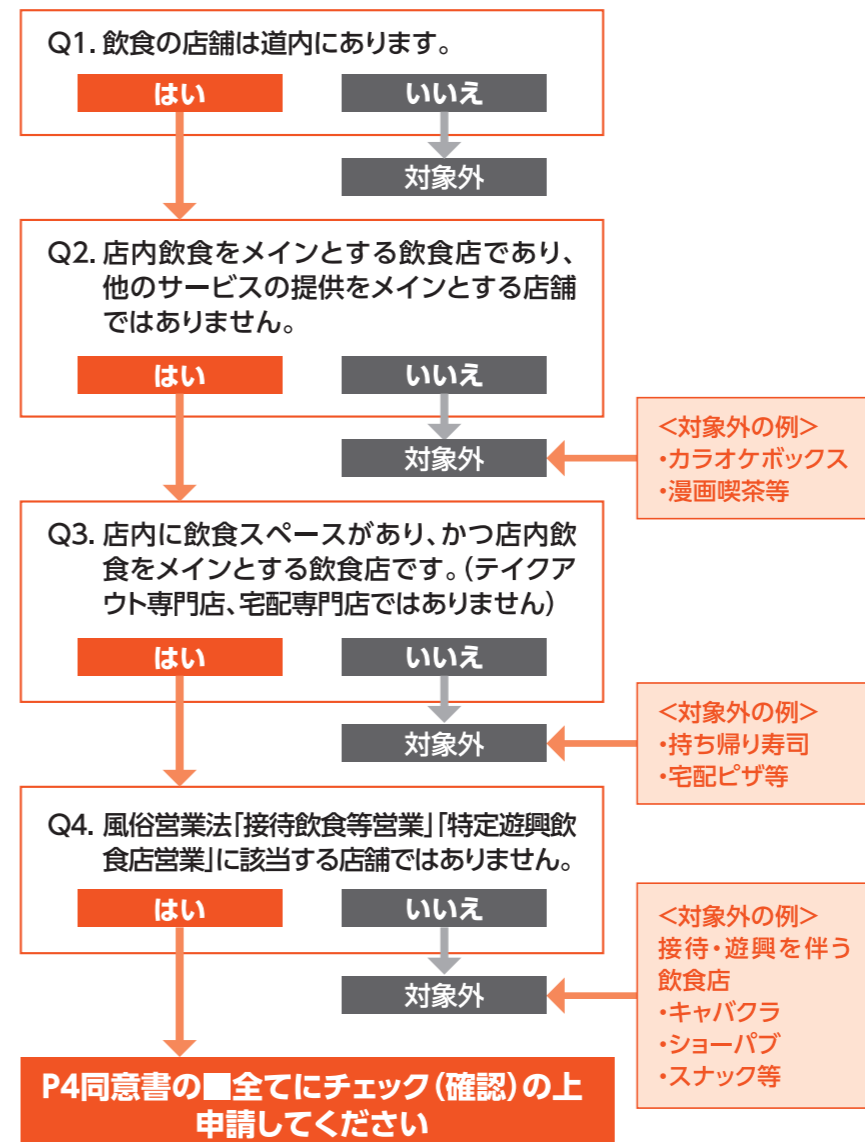 Q1. 飲食の店舗は道内にあります。
はい
いいえ
対象外
Q2. 店内飲食をメインとする飲食店であり、
他のサービスの提供をメインとする店舗
ではありません。
はい
いいえ
対象外
<対象外の例>
・カラオケボックス
・漫画喫茶等
Q3. 店内に飲食スペースがあり、かつ店内飲
食をメインとする飲食店です。(テイクア
ウト専門店、宅配専門店ではありません)
はい
いいえ
対象外
<対象外の例>
・持ち帰り寿司
・宅配ピザ等
Q4. 風俗営業法「接待飲食等営業」「特定遊興飲
食店営業」に該当する店舗ではありません。
はい
いいえ
対象外
<対象外の例>
接待・遊興を伴う
飲食店
・キャバクラ
・ショーパブ
・スナック等
P4同意書の■全てにチェック(確認)の上
申請してください